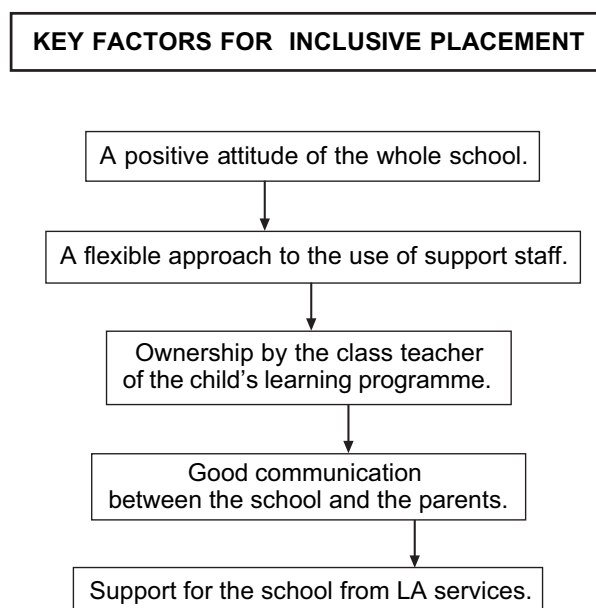 KEY FACTORS FOR INCLUSIVE PLACEMENT
A positive attitude of the whole school.
A flexible approach to the use of support staff.
Ownership by the class teacher
of the child's learning programme.
Good communication
between the school and the parents.
Support for the school from LA services.